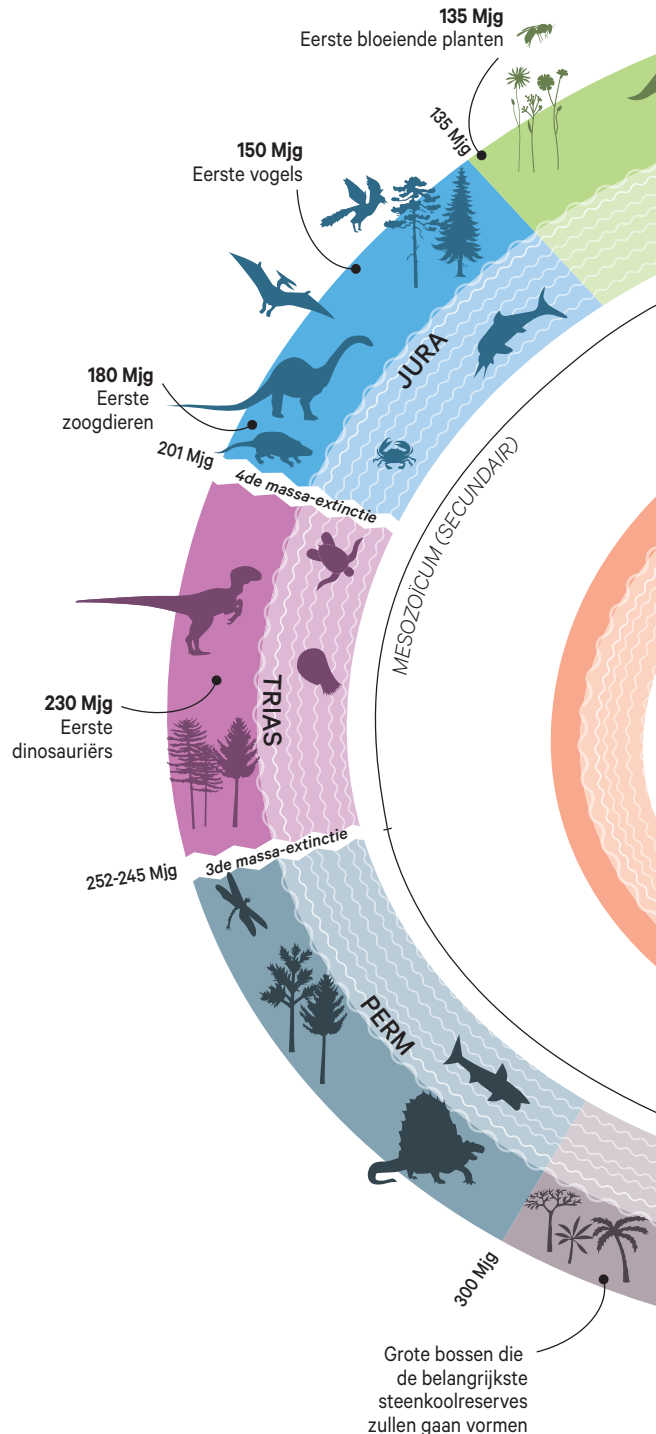 135 Mjg
Eerste bloeiende planten
135 Mjg
150 Mjg
Eerste vogels
JURA
180 Mjg
Eerste
zoogdieren
201 Mjg
4de massa-extinctie
MESOZOÏCUM (SECUNDAIR)
TRIAS
230 Mjg
Eerste
dinosauriërs
3de massa-extinctie
252-245 Mjg
PERM
300 Mjg
Grote bossen die
de belangrijkste
steenkoolreserves
zullen gaan vormen